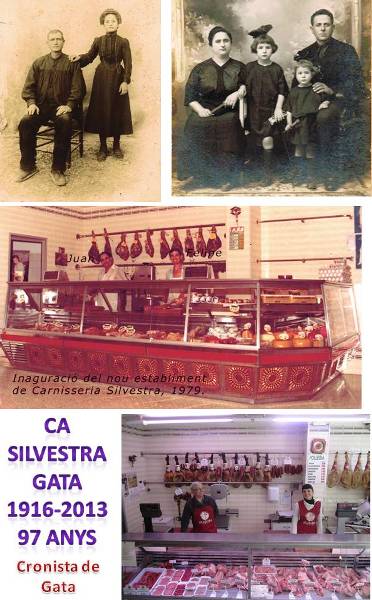 Juan
Felipe
Inaguració del nou establiment
de Carnisseria Silvestra, 1979.
CA
SILVESTRA
GATA
1916-2013
97 ANYS
Cronista de
Gata